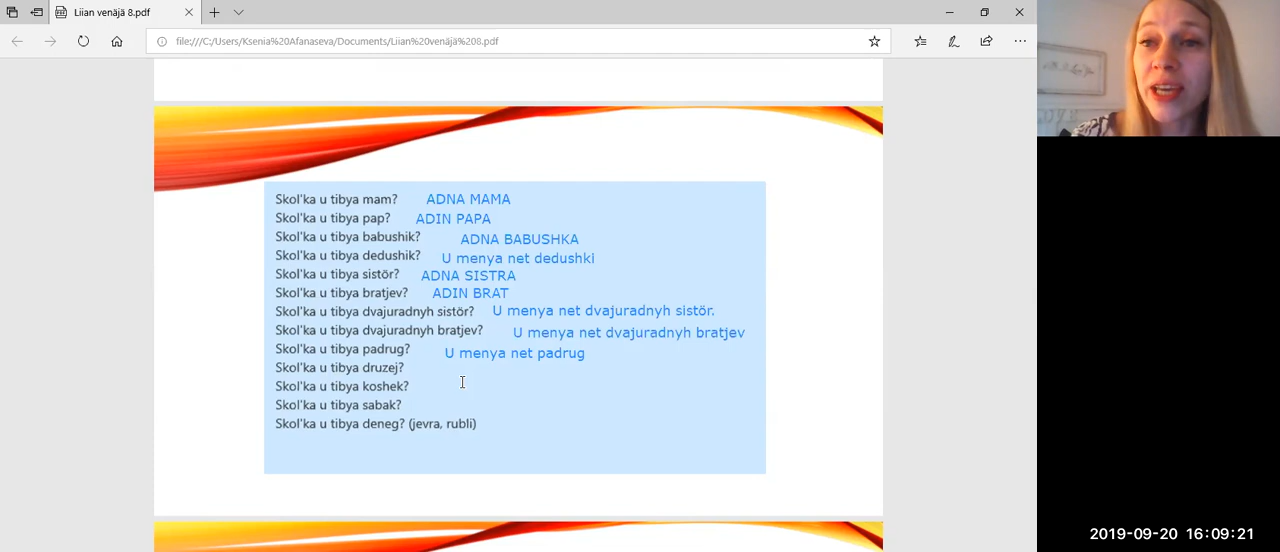 Liian venäjä 8.pdf
file:///C:/Users/Ksenia%20Afanaseva/Documents/Liian%20venäjä%208.pdf
Skol'ka u tibya mam? ADNA MAMA
Skol'ka u tibya pap? ADIN PAPA
Skol'ka u tibya babushik? ADNA BABUSHKA
Skol'ka u tibya dedushik? U menya net dedushki
Skol'ka u tibya sistör? ADNA SISTRA
Skol'ka u tibya bratjev? ADIN BRAT
Skol'ka u tibya dvajuradnyh sistör? U menya net dvajuradnyh sistör.
Skol'ka u tibya dvajuradnyh bratjev? U menya net dvajuradnyh bratjev
Skol'ka u tibya padrug? U menya net padrug
Skol'ka u tibya druzej?
Skol'ka u tibya koshek?
Skol'ka u tibya sabak?
Skol'ka u tibya deneg? (jevra, rubli)
2019-09-20 16:09:21